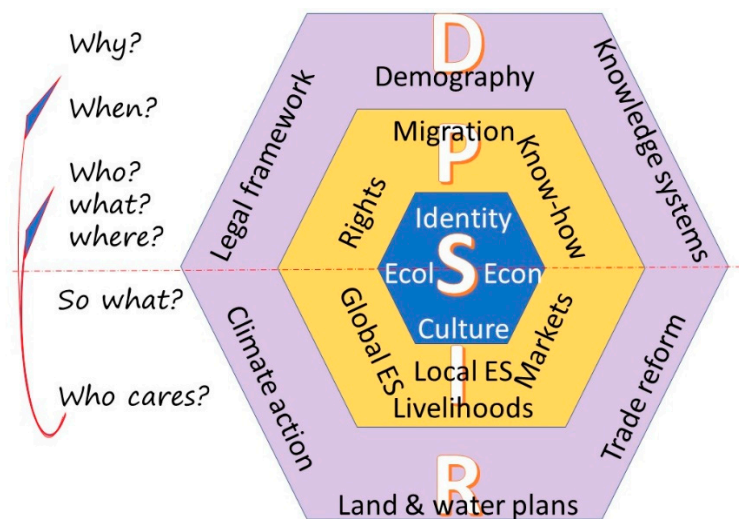 Why?
When?
Who?
what?
where?
So what?
Who cares?
D
Demography
Legal framework
Knowledge systems
Migration
P
Rights
Know-how
Identity
Ecol S Econ
Culture
Global ES
Markets
I
Local ES
Livelihoods
Climate action
Trade reform
R
Land & water plans